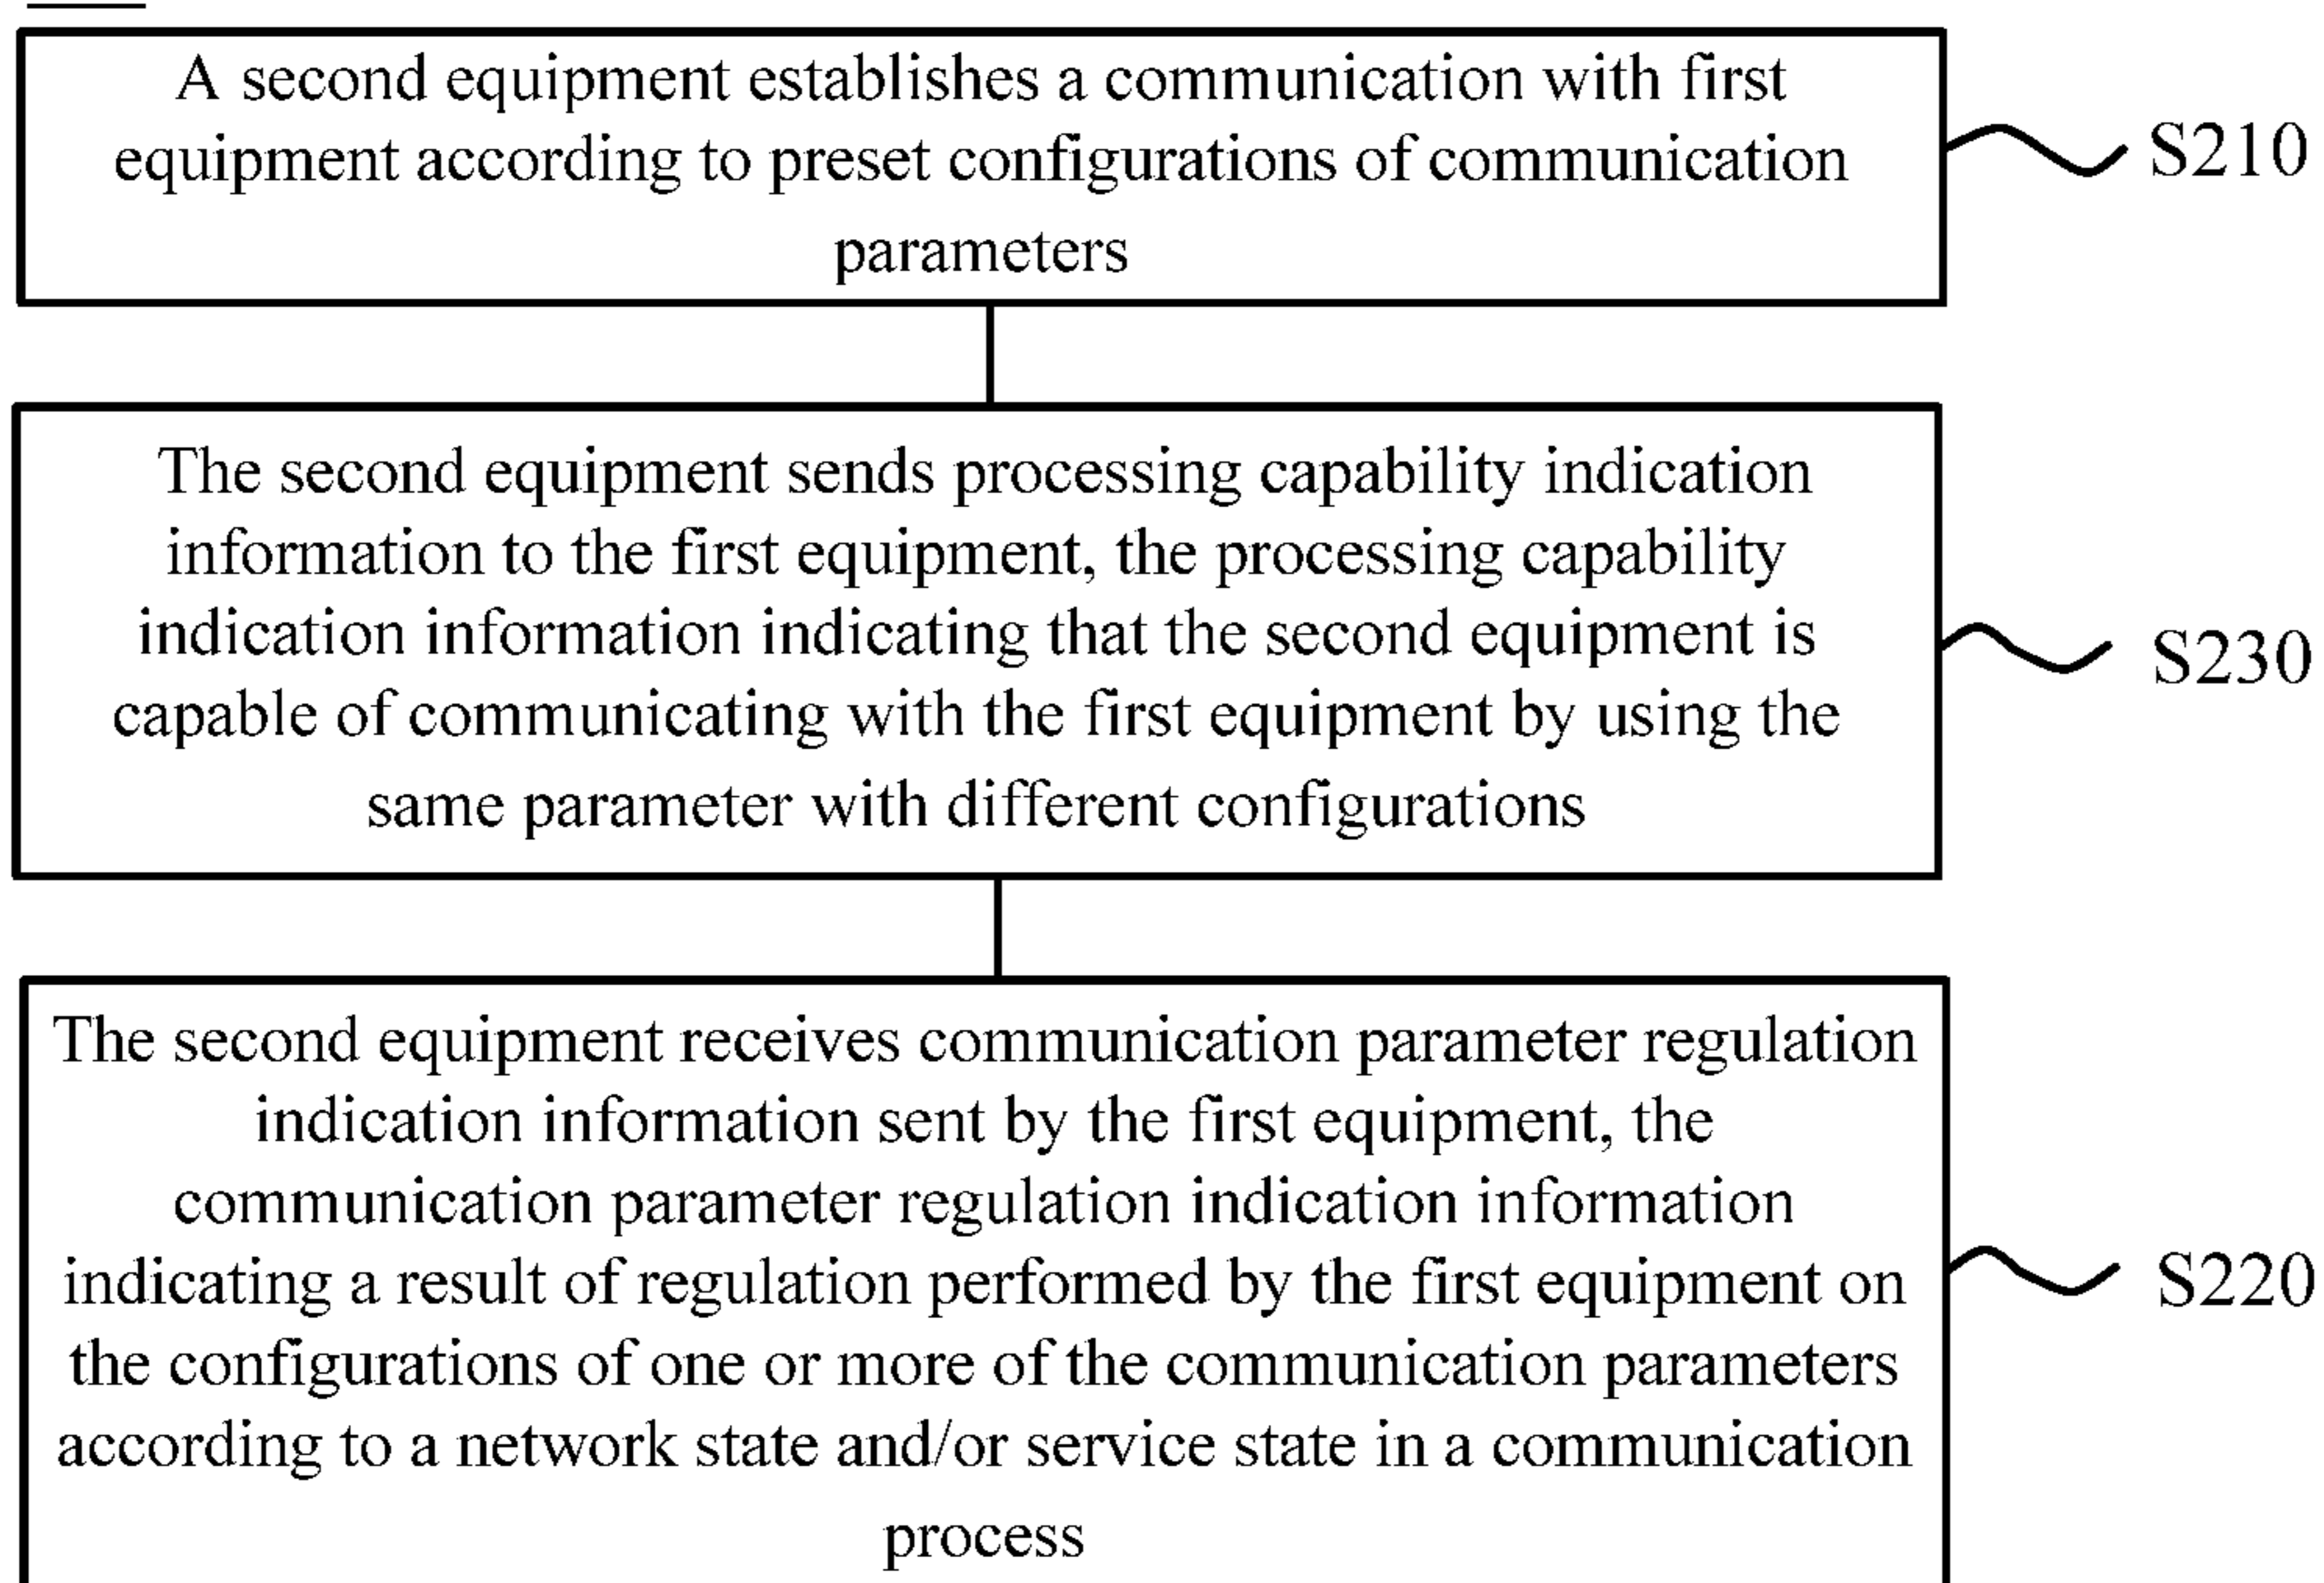 A second equipment establishes a communication with first
equipment according to preset configurations of communication
parameters
S210
The second equipment sends processing capability indication
information to the first equipment, the processing capability
indication information indicating that the second equipment is
capable of communicating with the first equipment by using the
same parameter with different configurations
S230
The second equipment receives communication parameter regulation
indication information sent by the first equipment, the
communication parameter regulation indication information
indicating a result of regulation performed by the first equipment on
the configurations of one or more of the communication parameters
according to a network state and/or service state in a communication
process
S220